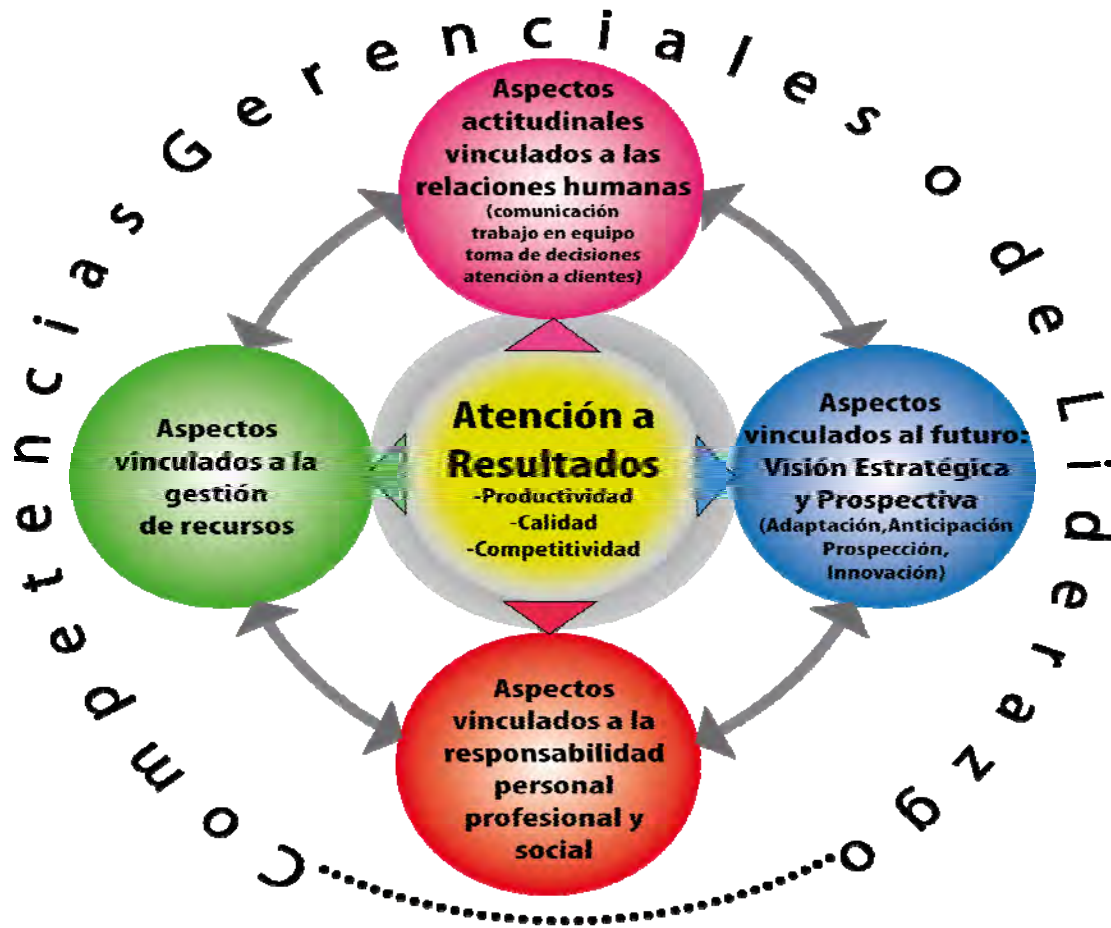 Competencias Gerenciales o de Liderazgo
Aspectos
actitudinales
vinculados a las
relaciones humanas
(comunicación
trabajo en equipo
toma de decisiones
atención a clientes)
Aspectos
vinculados a la
gestión
de recursos
Atención a
Resultados
-Productividad
-Calidad
-Competitividad
Aspectos
vinculados al futuro:
Visión Estratégica
y Prospectiva
(Adaptación,Anticipación
Prospección,
Innovación)
Aspectos
vinculados a la
responsabilidad
personal
profesional y
social